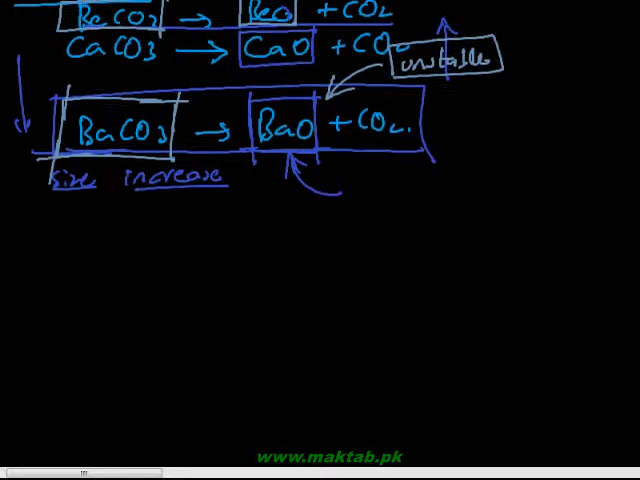 BeCO3 → BeO + CO2
CaCO3 → CaO + CO2
unstable
BaCO3 → BaO + CO2.
Size increase
www.maktab.pk